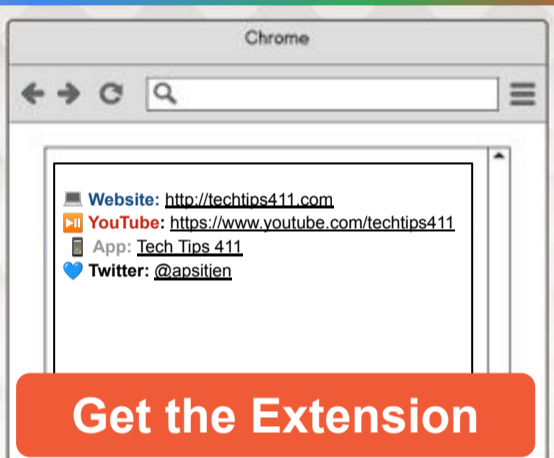 Chrome
💻 Website: http://techtips411.com
⏯ YouTube: https://www.youtube.com/techtips411
📱 App: Tech Tips 411
💙 Twitter: @apsitjen
Get the Extension